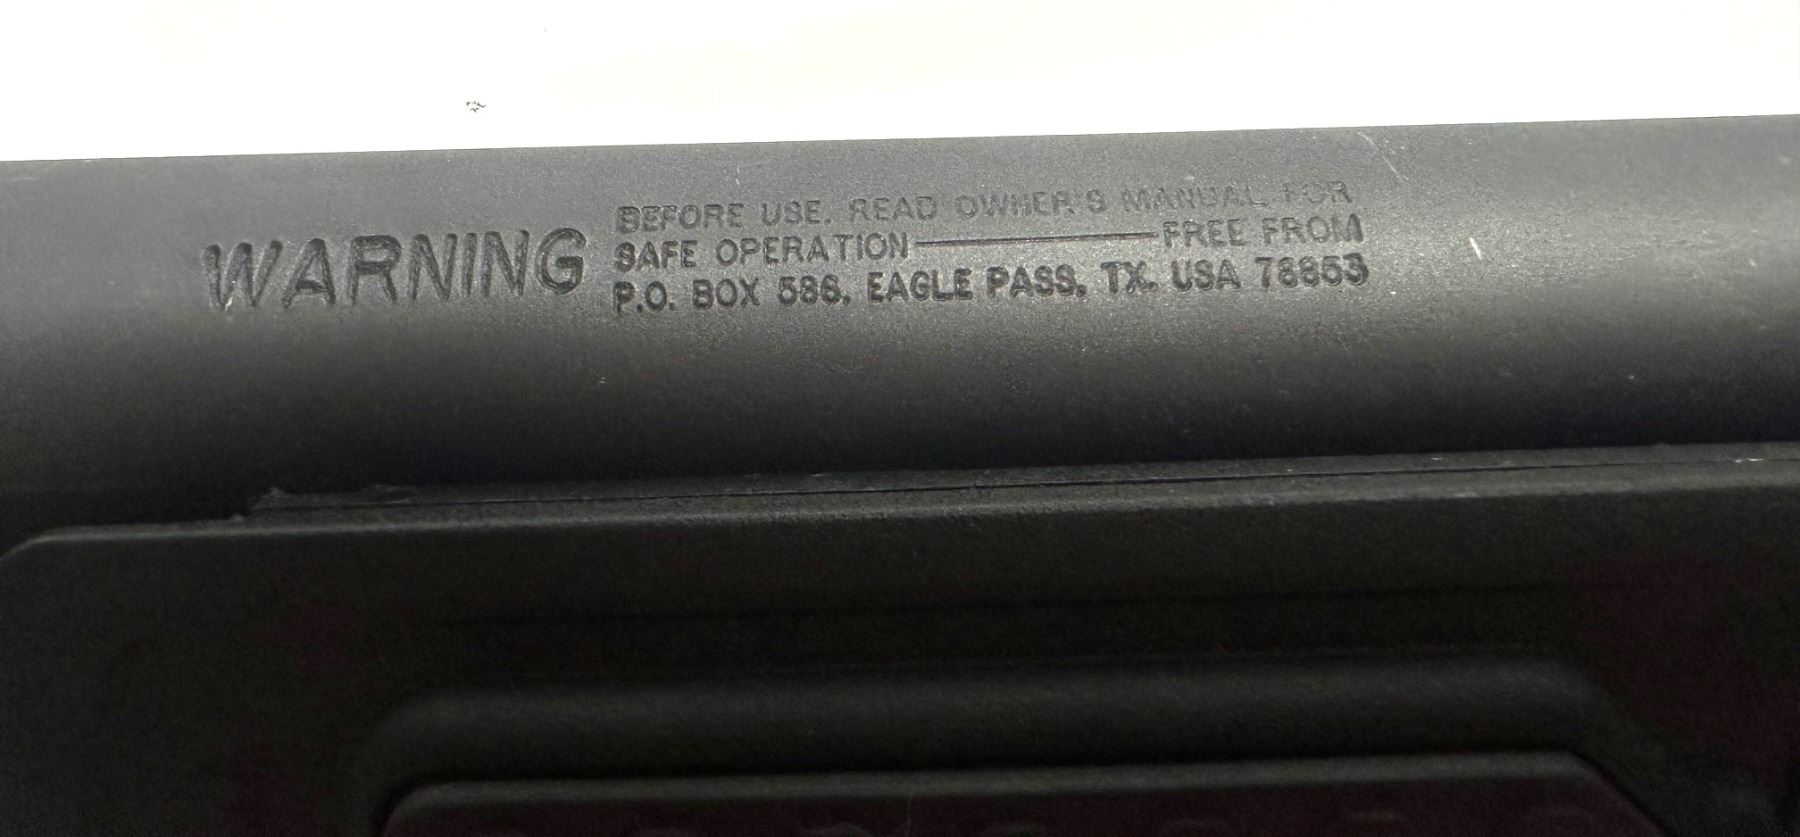 WARNING
BEFORE USE. READ OWNER'S MANUAL FOR
SAFE OPERATION————FREE FROM
P.O. BOX 586, EAGLE PASS, TX. USA 78853